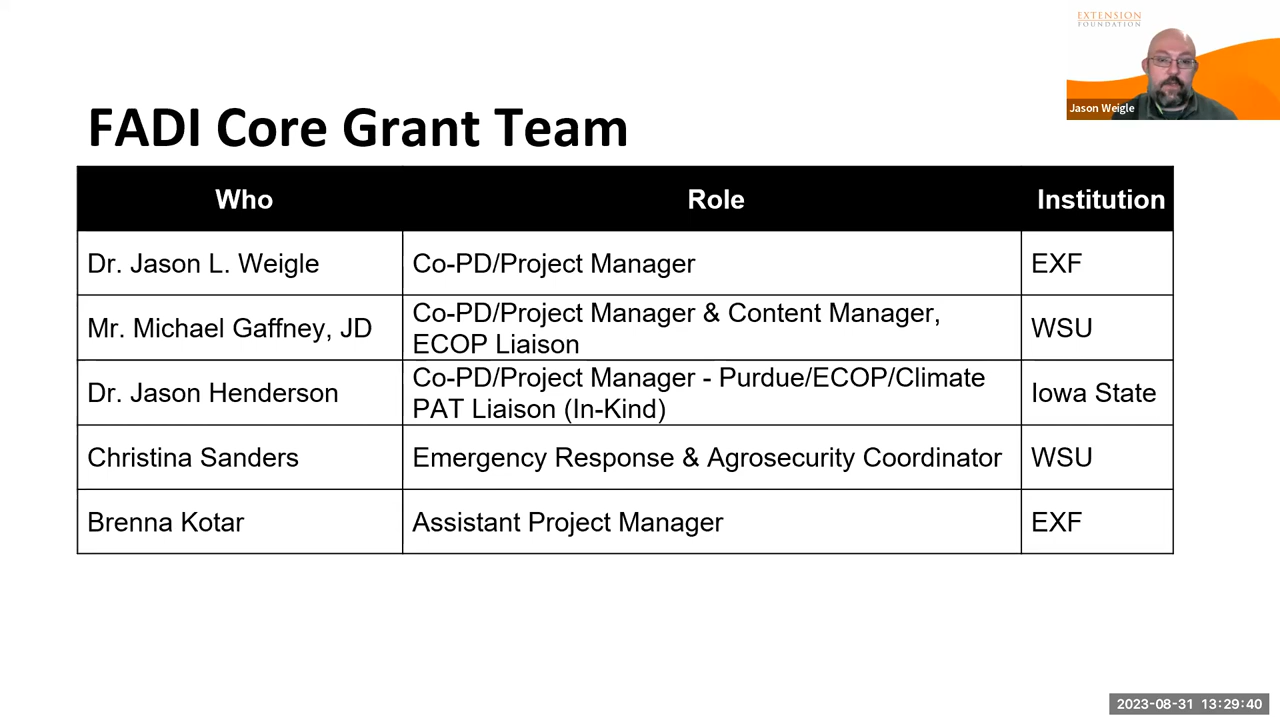 EXTENSION
FOUNDATION
Jason Weigle
FADI Core Grant Team
Who Role Institution
Dr. Jason L. Weigle Co-PD/Project Manager EXF
Mr. Michael Gaffney, JD Co-PD/Project Manager & Content Manager,
ECOP Liaison WSU
Dr. Jason Henderson Co-PD/Project Manager - Purdue/ECOP/Climate
PAT Liaison (In-Kind) Iowa State
Christina Sanders Emergency Response & Agrosecurity Coordinator WSU
Brenna Kotar Assistant Project Manager EXF
2023-08-31 13:29:40